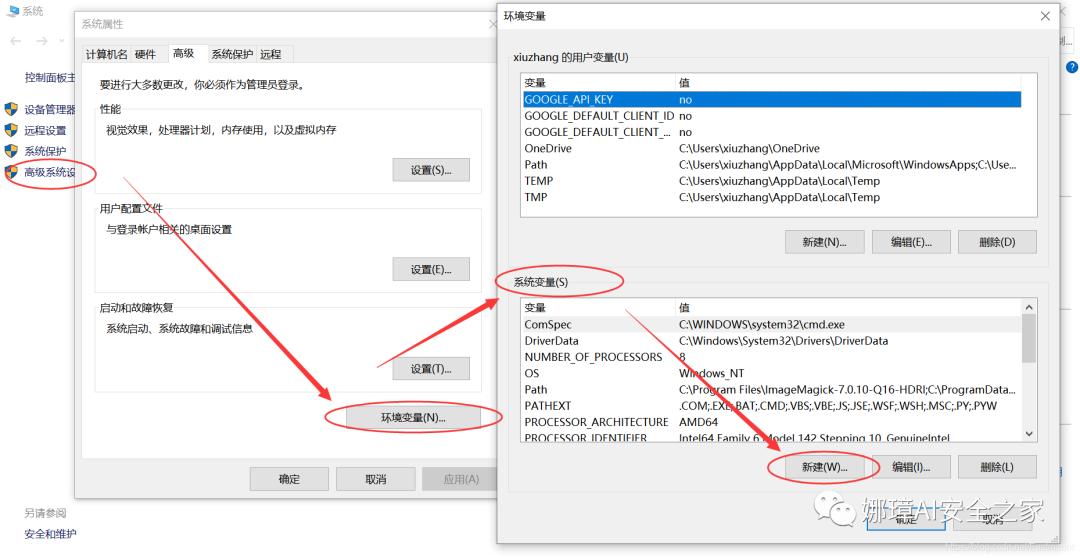 系统
控制面板主
设备管理器
远程设置
系统保护
高级系统设
另请参阅
安全和维护
系统属性
计算机名 硬件 高级 系统保护 远程
要进行大多数更改，你必须作为管理员登录。
性能
视觉效果，处理器计划，内存使用，以及虚拟内存
设置(S)...
用户配置文件
与登录帐户相关的桌面设置
设置(E)...
启动和故障恢复
系统启动、系统故障和调试信息
设置(T)...
环境变量(N)...
确定 取消 应用(A)
环境变量
xiuzhang 的用户变量(U)
变量 值
GOOGLE_API_KEY no
GOOGLE_DEFAULT_CLIENT_ID no
GOOGLE_DEFAULT_CLIENT_... no
OneDrive C:\Users\xiuzhang\OneDrive
Path C:\Users\xiuzhang\AppData\Local\Microsoft\WindowsApps;C:\Use...
TEMP C:\Users\xiuzhang\AppData\Local\Temp
TMP C:\Users\xiuzhang\AppData\Local\Temp
新建(N)... 编辑(E)... 删除(D)
系统变量(S)
变量 值
ComSpec C:\WINDOWS\system32\cmd.exe
DriverData C:\Windows\System32\Drivers\DriverData
NUMBER_OF_PROCESSORS 8
OS Windows_NT
Path C:\Program Files\ImageMagick-7.0.10-Q16-HDRI;C:\ProgramData...
PATHEXT .COM;.EXE;.BAT;.CMD;.VBS;.VBE;.JS;.JSE;.WSF;.WSH;.MSC;.PY;.PYW
PROCESSOR_ARCHITECTURE AMD64
PROCESSOR_IDENTIFIER Intel64 Family 6 Model 142 Stepping 10, GenuineIntel
新建(W)... 编辑(I)... 删除(L)
确定 取消
娜璋AI安全之家